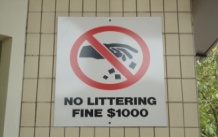 NO LITTERING
FINE $1000